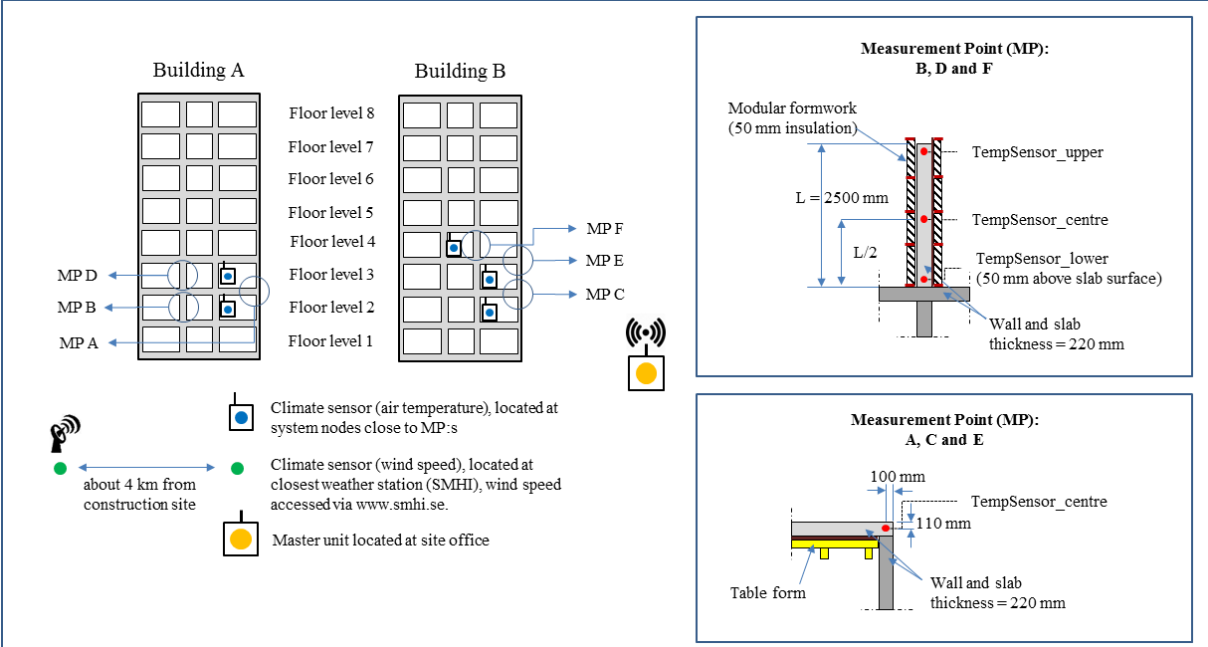 Building A
Building B
Floor level 8
Floor level 7
Floor level 6
Floor level 5
Floor level 4
Floor level 3
Floor level 2
Floor level 1
MP D
MP B
MP A
MP F
MP E
MP C
Climate sensor (air temperature), located at
system nodes close to MP:s
about 4 km from
construction site
Climate sensor (wind speed), located at
closest weather station (SMHI), wind speed
accessed via www.smhi.se.
Master unit located at site office
Measurement Point (MP):
B, D and F
Modular formwork
(50 mm insulation)
TempSensor_upper
L = 2500 mm
TempSensor_centre
L/2
TempSensor_lower
(50 mm above slab surface)
Wall and slab
thickness = 220 mm
Measurement Point (MP):
A, C and E
100 mm
TempSensor_centre
110 mm
Table form
Wall and slab
thickness = 220 mm